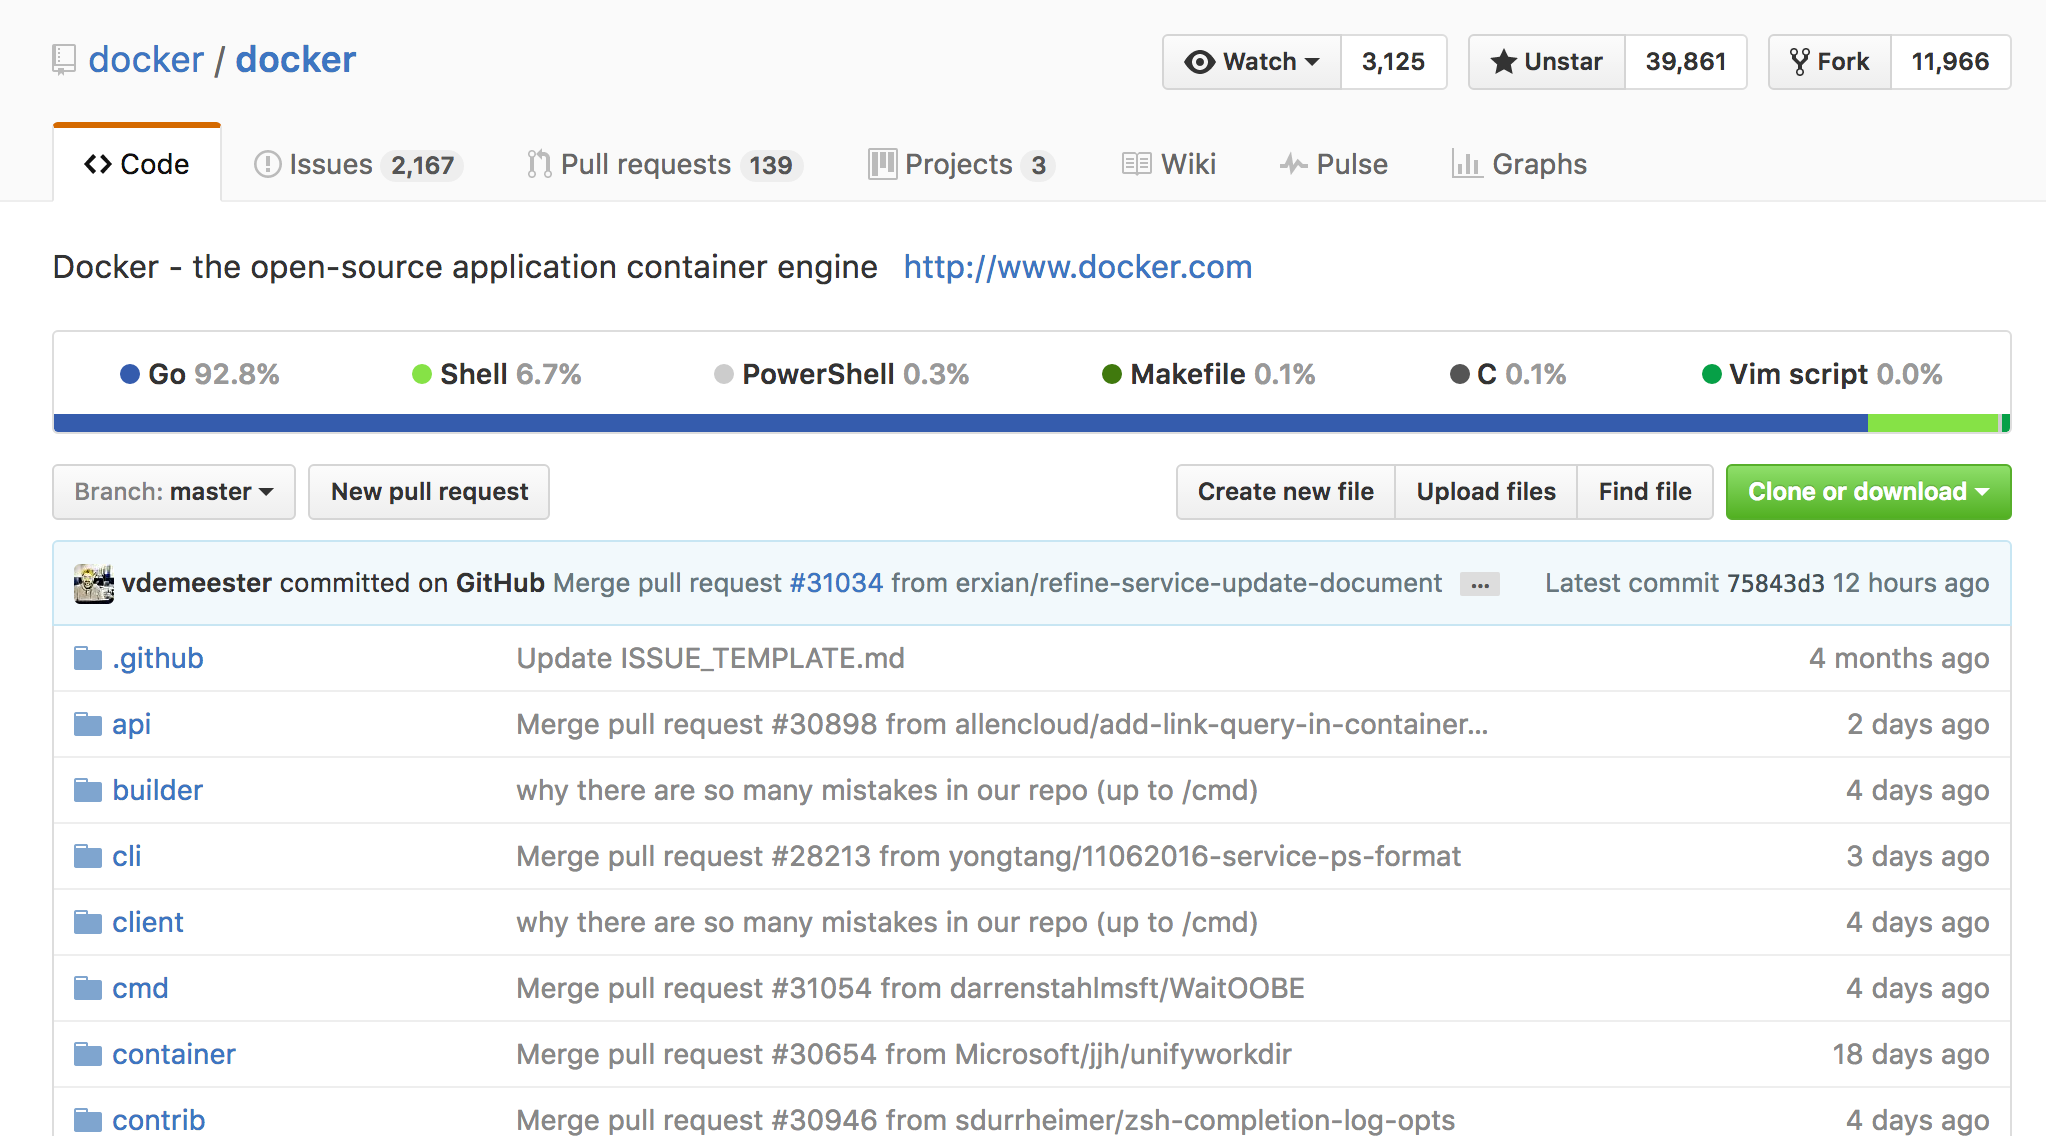 docker / docker
Watch 3,125 Unstar 39,861 Fork 11,966
Code Issues 2,167 Pull requests 139 Projects 3 Wiki Pulse Graphs
Docker - the open-source application container engine http://www.docker.com
Go 92.8% Shell 6.7% PowerShell 0.3% Makefile 0.1% C 0.1% Vim script 0.0%
Branch: master New pull request Create new file Upload files Find file Clone or download
vdemeester committed on GitHub Merge pull request #31034 from erxian/refine-service-update-document … Latest commit 75843d3 12 hours ago
.github Update ISSUE_TEMPLATE.md 4 months ago
api Merge pull request #30898 from allencloud/add-link-query-in-container... 2 days ago
builder why there are so many mistakes in our repo (up to /cmd) 4 days ago
cli Merge pull request #28213 from yongtang/11062016-service-ps-format 3 days ago
client why there are so many mistakes in our repo (up to /cmd) 4 days ago
cmd Merge pull request #31054 from darrenstahlmsft/WaitOOBE 4 days ago
container Merge pull request #30654 from Microsoft/jjh/unifyworkdir 18 days ago
contrib Merge pull request #30946 from sdurrheimer/zsh-completion-log-opts 4 days ago